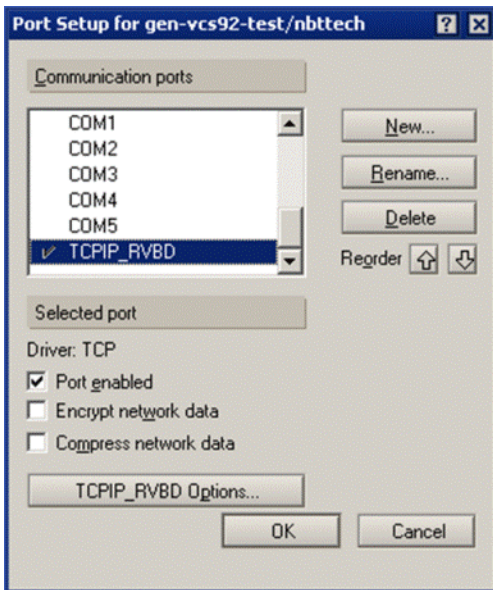 Port Setup for gen-vcs92-test/nbttech
Communication ports
COM1
COM2
COM3
COM4
COM5
TCPIP_RVBD
New...
Rename...
Delete
Reorder
Selected port
Driver: TCP
Port enabled
Encrypt network data
Compress network data
TCPIP_RVBD Options...
OK
Cancel